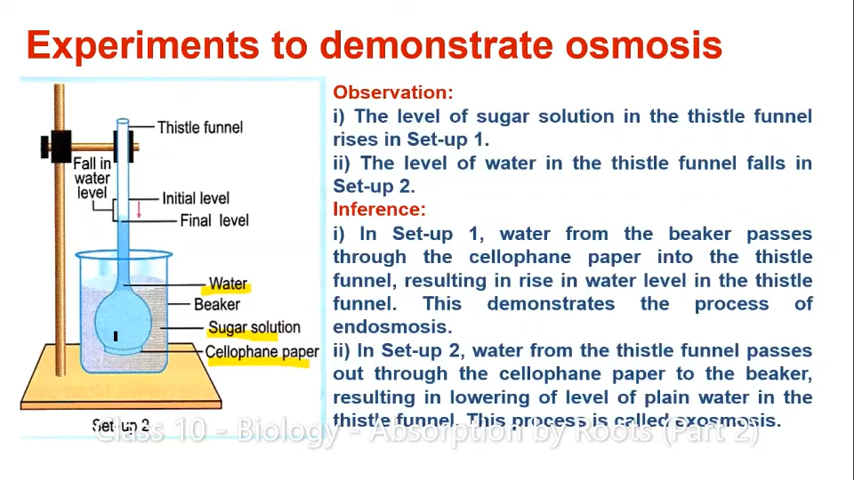 Experiments to demonstrate osmosis
Thistle funnel
Fall in
water
level
Initial level
Final level
Water
Beaker
Sugar solution
Cellophane paper
Set-up 2
Observation:
i) The level of sugar solution in the thistle funnel
rises in Set-up 1.
ii) The level of water in the thistle funnel falls in
Set-up 2.
Inference:
i) In Set-up 1, water from the beaker passes
through the cellophane paper into the thistle
funnel, resulting in rise in water level in the thistle
funnel. This demonstrates the process of
endosmosis.
ii) In Set-up 2, water from the thistle funnel passes
out through the cellophane paper to the beaker,
resulting in lowering of level of plain water in the
thistle funnel. This process is called exosmosis.
Class 10 - Biology - Absorption by Roots (Part 2)